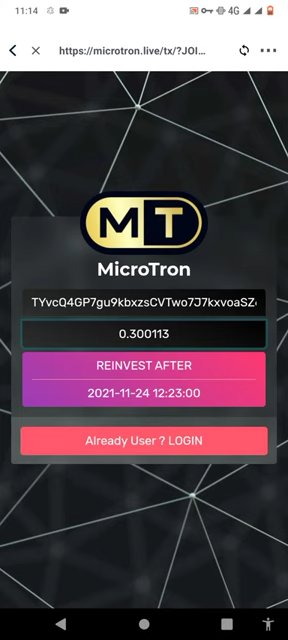 11:14
4G
https://microtron.live/tx/?JOI...
MT
MicroTron
TYvcQ4GP7gu9kbxzsCVTwo7J7kxvoaSZ
0.300113
REINVEST AFTER
2021-11-24 12:23:00
Already User ? LOGIN